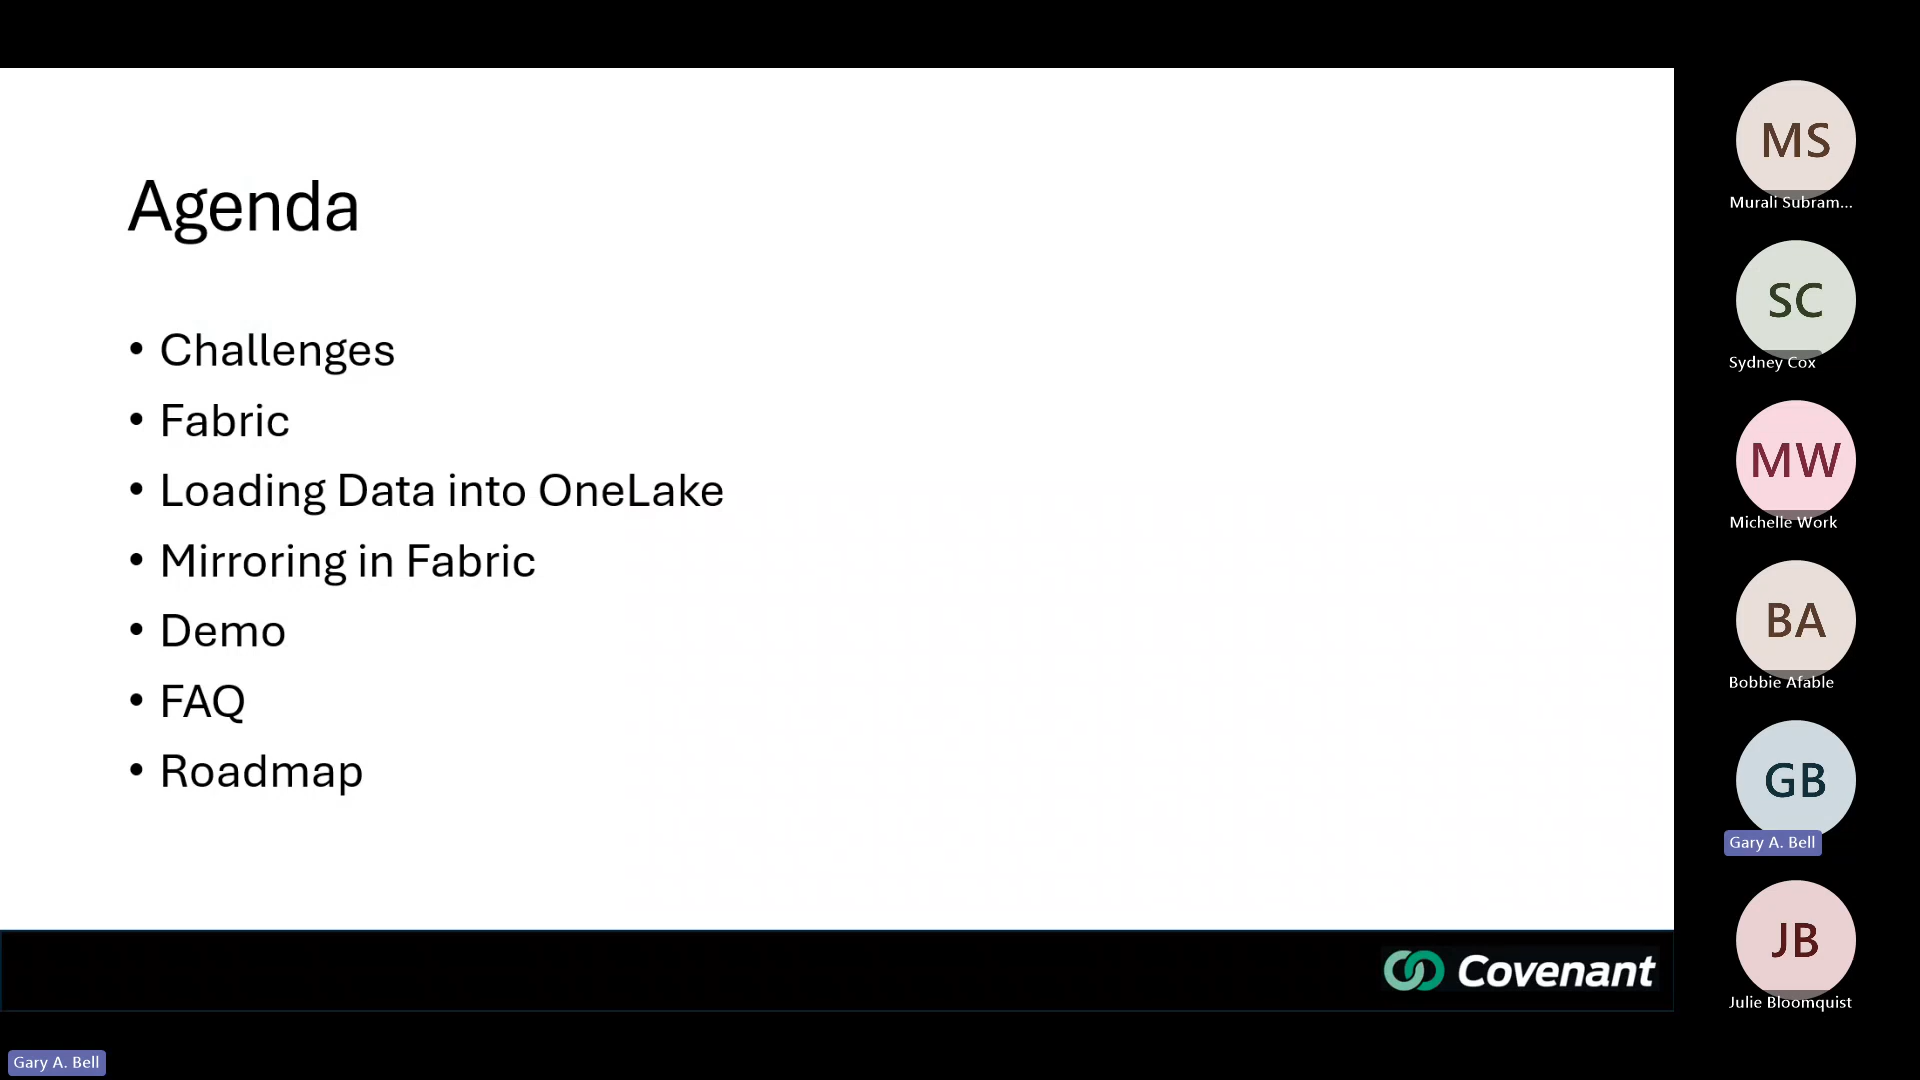 Agenda
• Challenges
• Fabric
• Loading Data into OneLake
• Mirroring in Fabric
• Demo
• FAQ
• Roadmap
Covenant
MS
Murali Subram...
SC
Sydney Cox
MW
Michelle Work
BA
Bobbie Afable
GB
Gary A. Bell
JB
Julie Bloomquist
Gary A. Bell